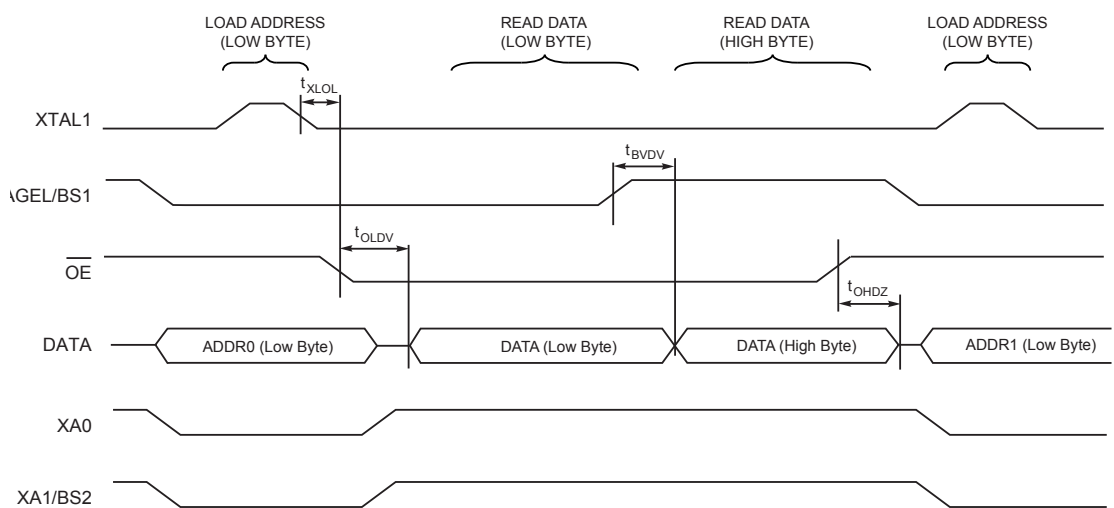 LOAD ADDRESS
(LOW BYTE)
READ DATA
(LOW BYTE)
READ DATA
(HIGH BYTE)
LOAD ADDRESS
(LOW BYTE)
tXLOL
XTAL1
tBVDV
AGEL/BS1
tOLDV
OE
tOHDZ
DATA
ADDR0 (Low Byte)
DATA (Low Byte)
DATA (High Byte)
ADDR1 (Low Byte)
XA0
XA1/BS2